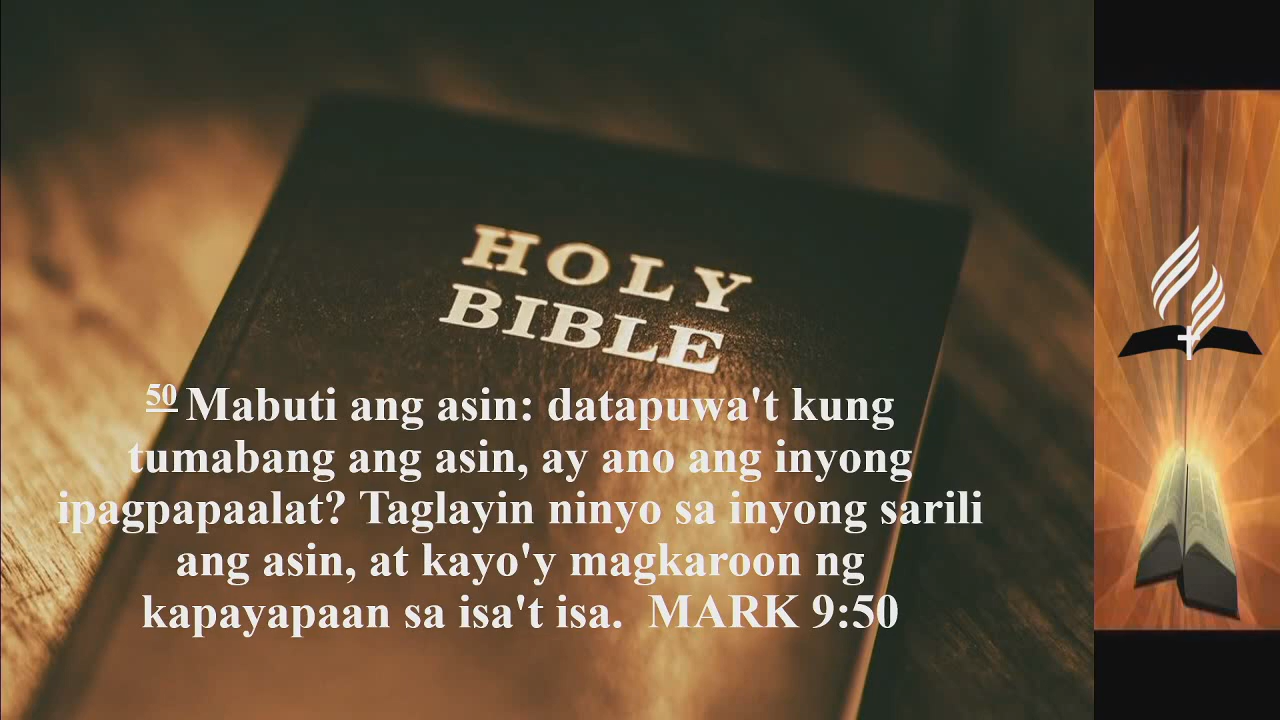 HOLY
BIBLE
50 Mabuti ang asin: datapuwa't kung
tumabang ang asin, ay ano ang inyong
ipagpapaalat? Taglayin ninyo sa inyong sarili
ang asin, at kayo'y magkaroon ng
kapayapaan sa isa't isa.  MARK 9:50